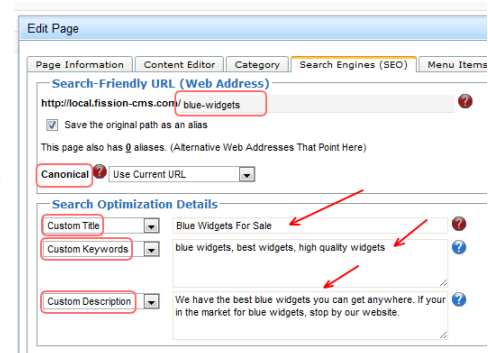 Edit Page
Page Information Content Editor Category Search Engines (SEO) Menu Items
Search-Friendly URL (Web Address)
http://local.fission-cms.com/ blue-widgets ?
Save the original path as an alias
This page also has 0 aliases. (Alternative Web Addresses That Point Here)
Canonical ? Use Current URL
Search Optimization Details
Custom Title Blue Widgets For Sale ?
Custom Keywords blue widgets, best widgets, high quality widgets ?
Custom Description We have the best blue widgets you can get anywhere. If your ?
in the market for blue widgets, stop by our website.